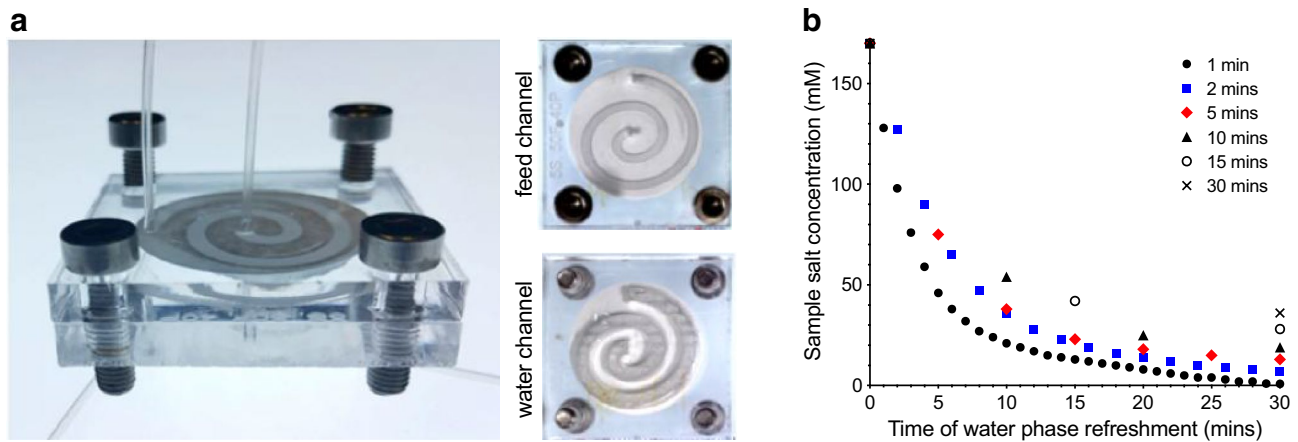 a
feed channel
water channel
b
Sample salt concentration (mM)
150
100
50
0
0
5
10
15
20
25
30
Time of water phase refreshment (mins)
1 min
2 mins
5 mins
10 mins
15 mins
30 mins